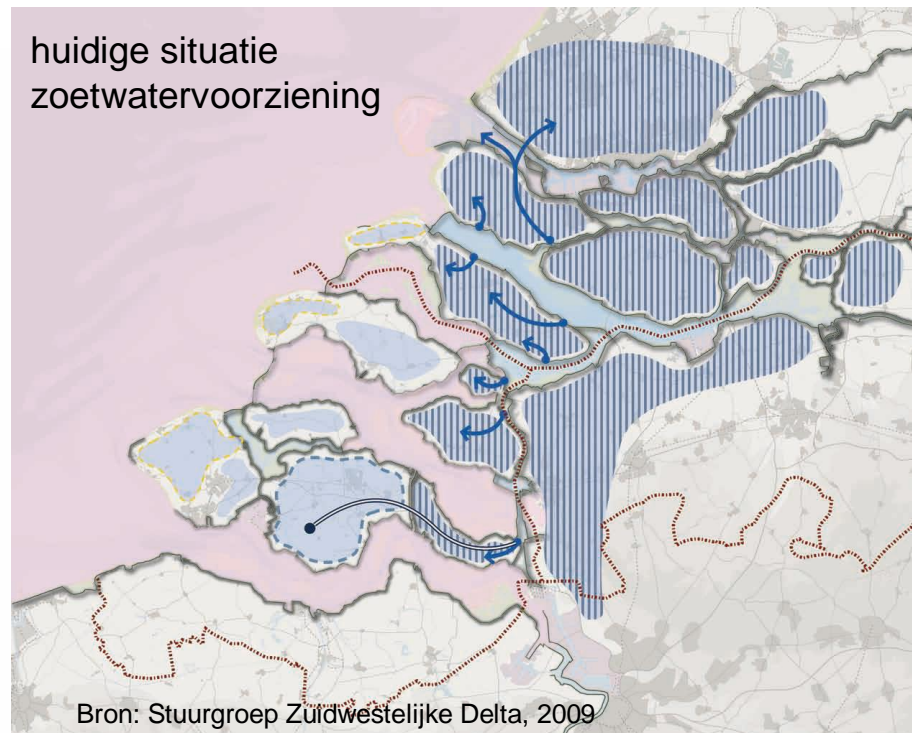 huidige situatie
zoetwatervoorziening
Bron: Stuurgroep Zuidwestelijke Delta, 2009